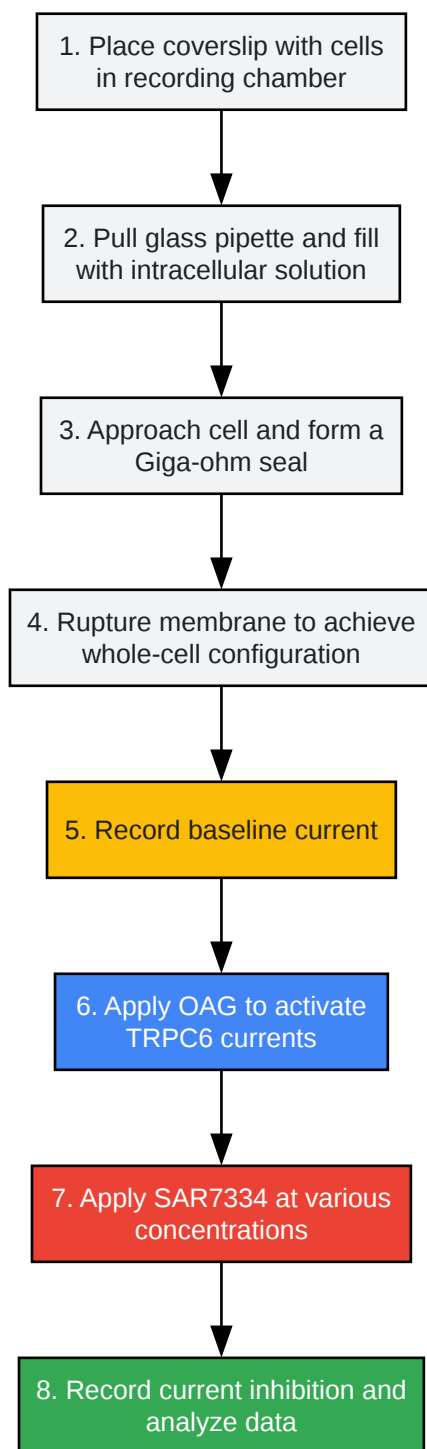 1. Place coverslip with cells
in recording chamber
2. Pull glass pipette and fill
with intracellular solution
3. Approach cell and form a
Giga-ohm seal
4. Rupture membrane to achieve
whole-cell configuration
5. Record baseline current
6. Apply OAG to activate
TRPC6 currents
7. Apply SAR7334 at various
concentrations
8. Record current inhibition and
analyze data